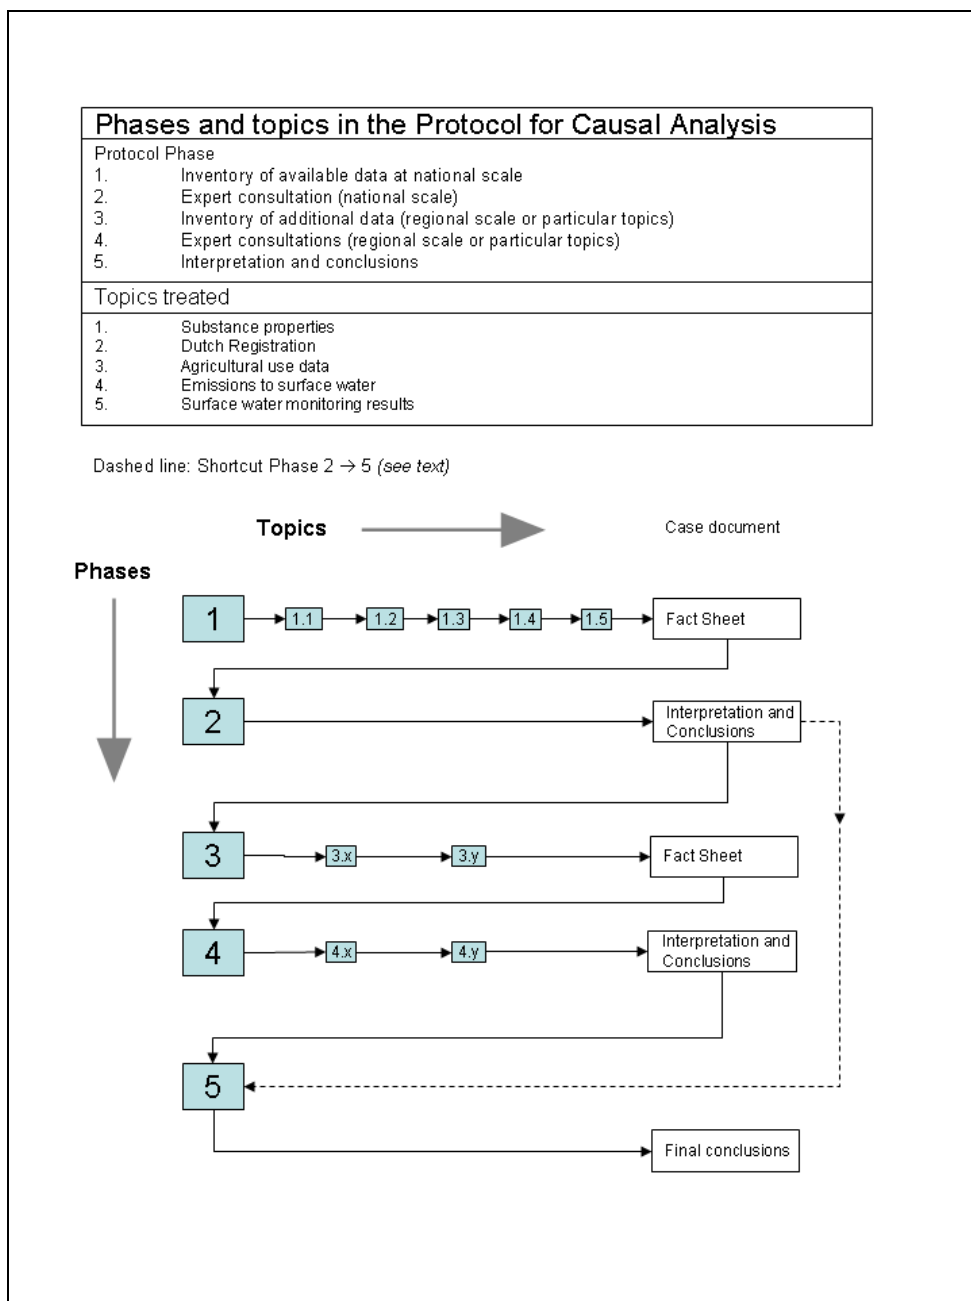 Phases and topics in the Protocol for Causal Analysis
Protocol Phase
1. Inventory of available data at national scale
2. Expert consultation (national scale)
3. Inventory of additional data (regional scale or particular topics)
4. Expert consultations (regional scale or particular topics)
5. Interpretation and conclusions
Topics treated
1. Substance properties
2. Dutch Registration
3. Agricultural use data
4. Emissions to surface water
5. Surface water monitoring results
Dashed line: Shortcut Phase 2 → 5 (see text)
Topics Case document
Phases
1 1.1 1.2 1.3 1.4 1.5 Fact Sheet
2 Interpretation and
Conclusions
3 3.x 3.y Fact Sheet
4 4.x 4.y Interpretation and
Conclusions
5
Final conclusions